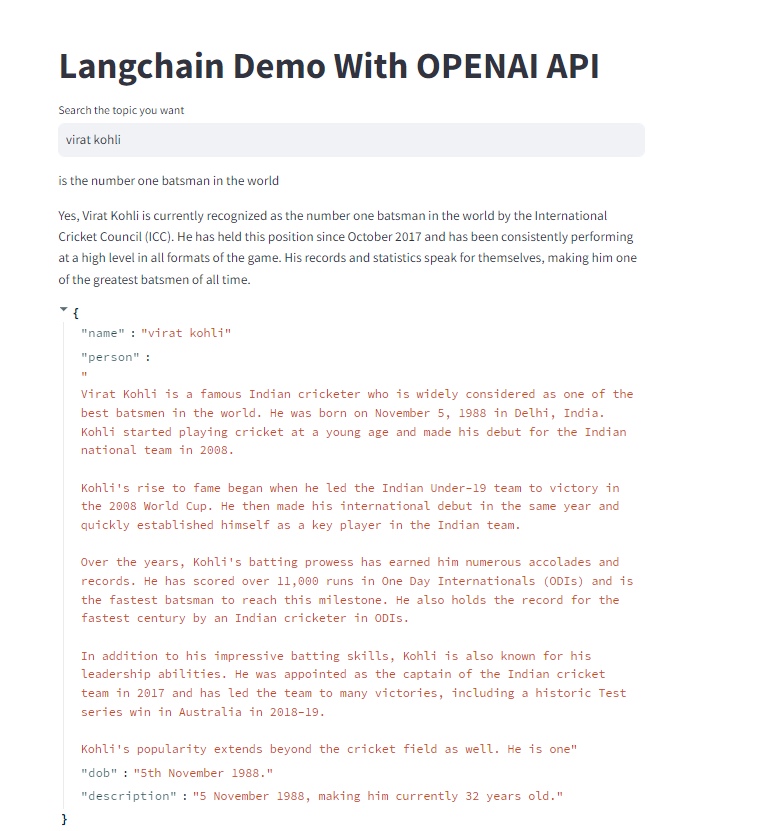 Langchain Demo With OPENAI API
Search the topic you want
virat kohli
is the number one batsman in the world
Yes, Virat Kohli is currently recognized as the number one batsman in the world by the International
Cricket Council (ICC). He has held this position since October 2017 and has been consistently performing
at a high level in all formats of the game. His records and statistics speak for themselves, making him one
of the greatest batsmen of all time.
{
"name" : "virat kohli"
"person" :
"
Virat Kohli is a famous Indian cricketer who is widely considered as one of the
best batsmen in the world. He was born on November 5, 1988 in Delhi, India.
Kohli started playing cricket at a young age and made his debut for the Indian
national team in 2008.
Kohli's rise to fame began when he led the Indian Under-19 team to victory in
the 2008 World Cup. He then made his international debut in the same year and
quickly established himself as a key player in the Indian team.
Over the years, Kohli's batting prowess has earned him numerous accolades and
records. He has scored over 11,000 runs in One Day Internationals (ODIs) and is
the fastest batsman to reach this milestone. He also holds the record for the
fastest century by an Indian cricketer in ODIs.
In addition to his impressive batting skills, Kohli is also known for his
leadership abilities. He was appointed as the captain of the Indian cricket
team in 2017 and has led the team to many victories, including a historic Test
series win in Australia in 2018-19.
Kohli's popularity extends beyond the cricket field as well. He is one"
"dob" : "5th November 1988."
"description" : "5 November 1988, making him currently 32 years old."
}